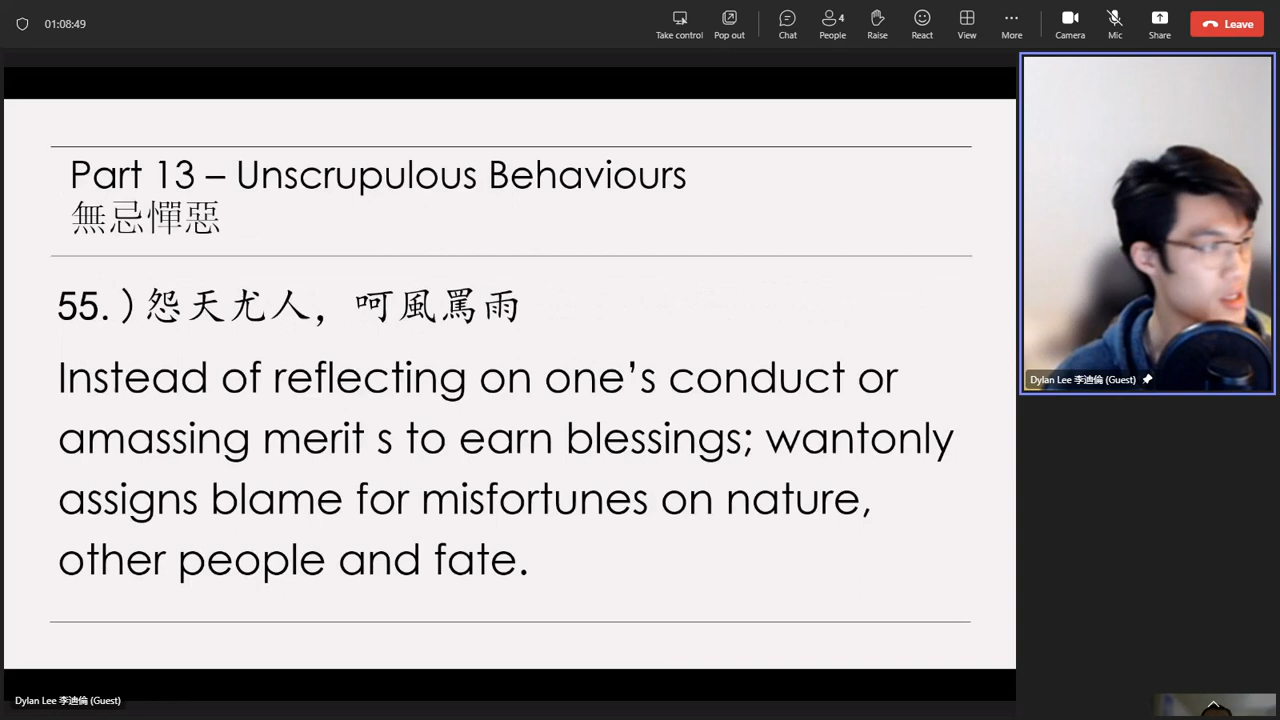 01:08:49
Take control
Pop out
Chat
4
People
Raise
React
View
More
Camera
Mic
Share
Leave
Part 13 – Unscrupulous Behaviours
無忌憚惡
55. ) 怨天尤人，呵風罵雨
Instead of reflecting on one’s conduct or
amassing merit s to earn blessings; wantonly
assigns blame for misfortunes on nature,
other people and fate.
Dylan Lee 李迪倫 (Guest)
Dylan Lee 李迪倫 (Guest)